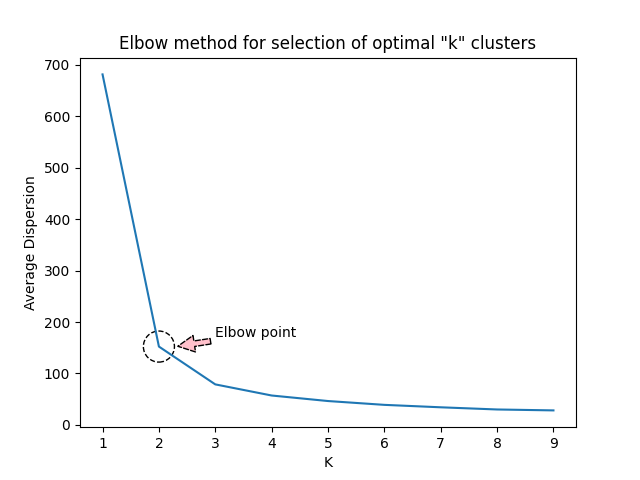 Elbow method for selection of optimal "k" clusters
700
600
500
400
300
200
100
0
Average Dispersion
Elbow point
1 2 3 4 5 6 7 8 9
K